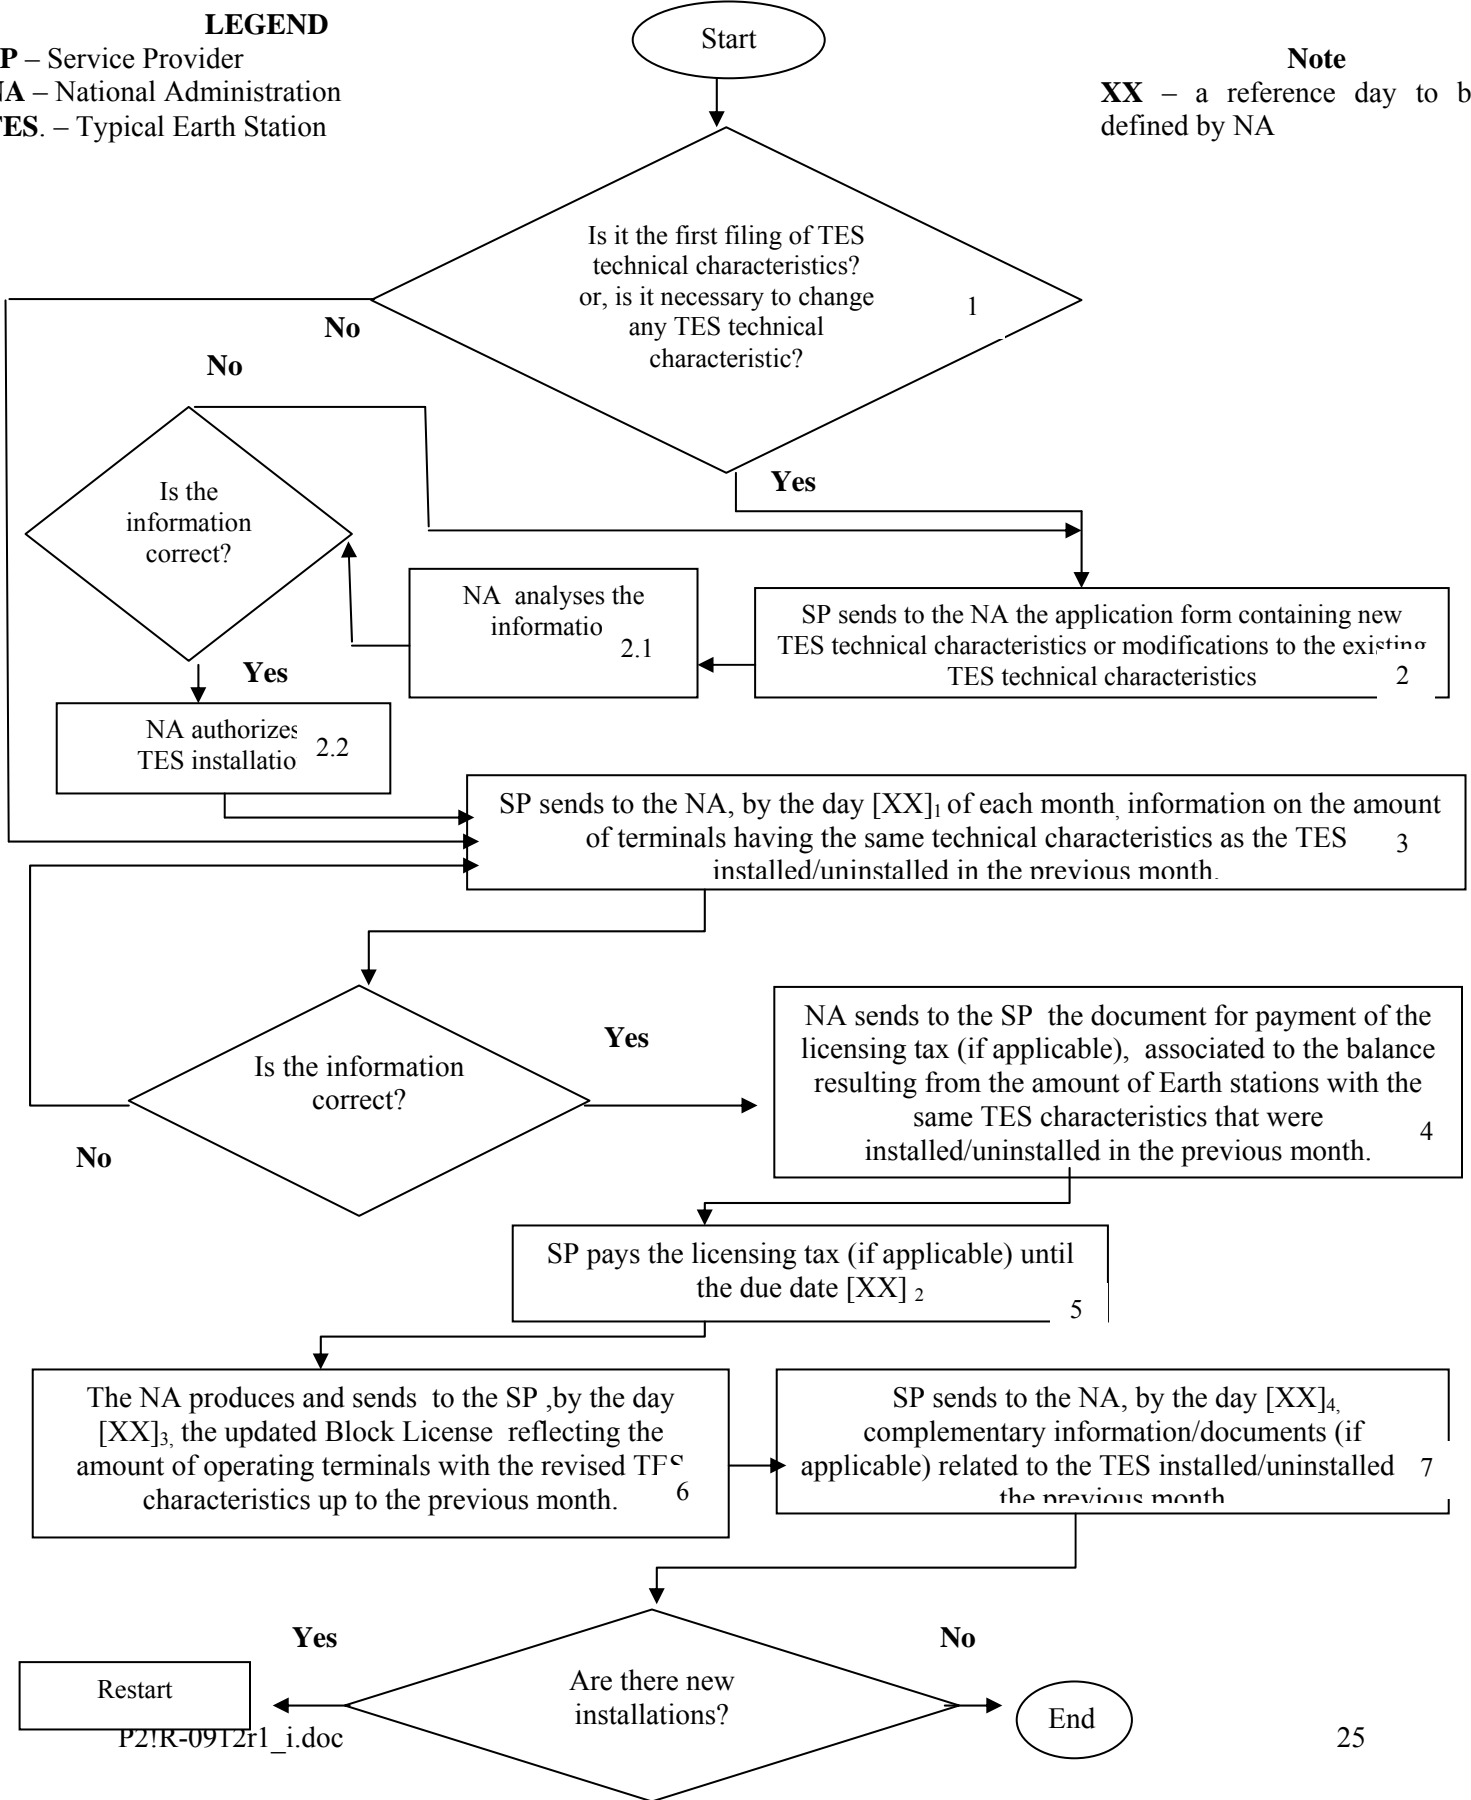 LEGEND
P – Service Provider
NA – National Administration
TES. – Typical Earth Station
Start
Note
XX – a reference day to b
defined by NA
Is it the first filing of TES
technical characteristics?
or, is it necessary to change
any TES technical
characteristic?
1
No
No
Yes
Is the
information
correct?
NA analyses the
informatio
2.1
SP sends to the NA the application form containing new
TES technical characteristics or modifications to the existing
TES technical characteristics
2
Yes
NA authorizes
TES installatio
2.2
SP sends to the NA, by the day [XX]1 of each month, information on the amount
of terminals having the same technical characteristics as the TES
3
installed/uninstalled in the previous month.
Is the information
correct?
Yes
No
NA sends to the SP the document for payment of the
licensing tax (if applicable), associated to the balance
resulting from the amount of Earth stations with the
same TES characteristics that were
4
installed/uninstalled in the previous month.
SP pays the licensing tax (if applicable) until
the due date [XX] 2
5
The NA produces and sends to the SP ,by the day
[XX]3, the updated Block License reflecting the
amount of operating terminals with the revised TES
characteristics up to the previous month.
6
SP sends to the NA, by the day [XX]4,
complementary information/documents (if
applicable) related to the TES installed/uninstalled
7
the previous month
Yes
No
Restart
Are there new
installations?
End
P2!R-0912r1_i.doc
25